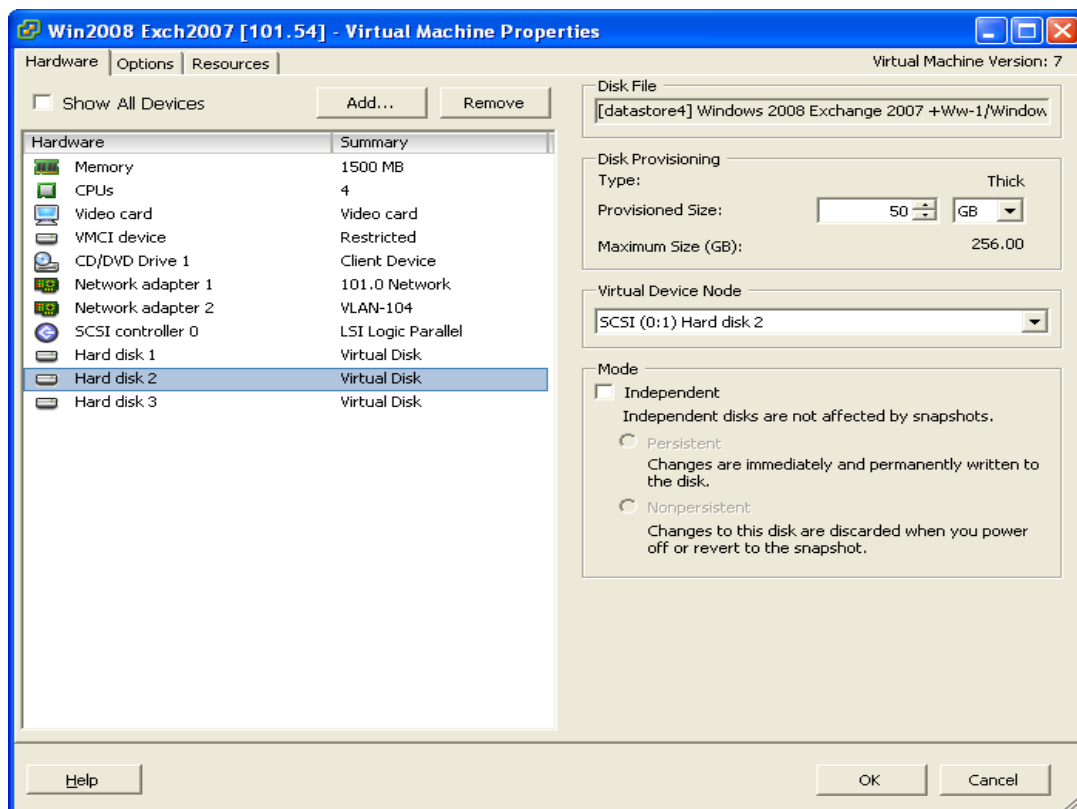 Win2008 Exch2007 [101.54] - Virtual Machine Properties
Hardware Options Resources Virtual Machine Version: 7
Show All Devices Add... Remove
Hardware Summary
Memory 1500 MB
CPUs 4
Video card Video card
VMCI device Restricted
CD/DVD Drive 1 Client Device
Network adapter 1 101.0 Network
Network adapter 2 VLAN-104
SCSI controller 0 LSI Logic Parallel
Hard disk 1 Virtual Disk
Hard disk 2 Virtual Disk
Hard disk 3 Virtual Disk
Disk File
[datastore4] Windows 2008 Exchange 2007 +Ww-1/Window
Disk Provisioning
Type: Thick
Provisioned Size: 50 GB
Maximum Size (GB): 256.00
Virtual Device Node
SCSI (0:1) Hard disk 2
Mode
Independent
Independent disks are not affected by snapshots.
Persistent
Changes are immediately and permanently written to
the disk.
Nonpersistent
Changes to this disk are discarded when you power
off or revert to the snapshot.
Help OK Cancel